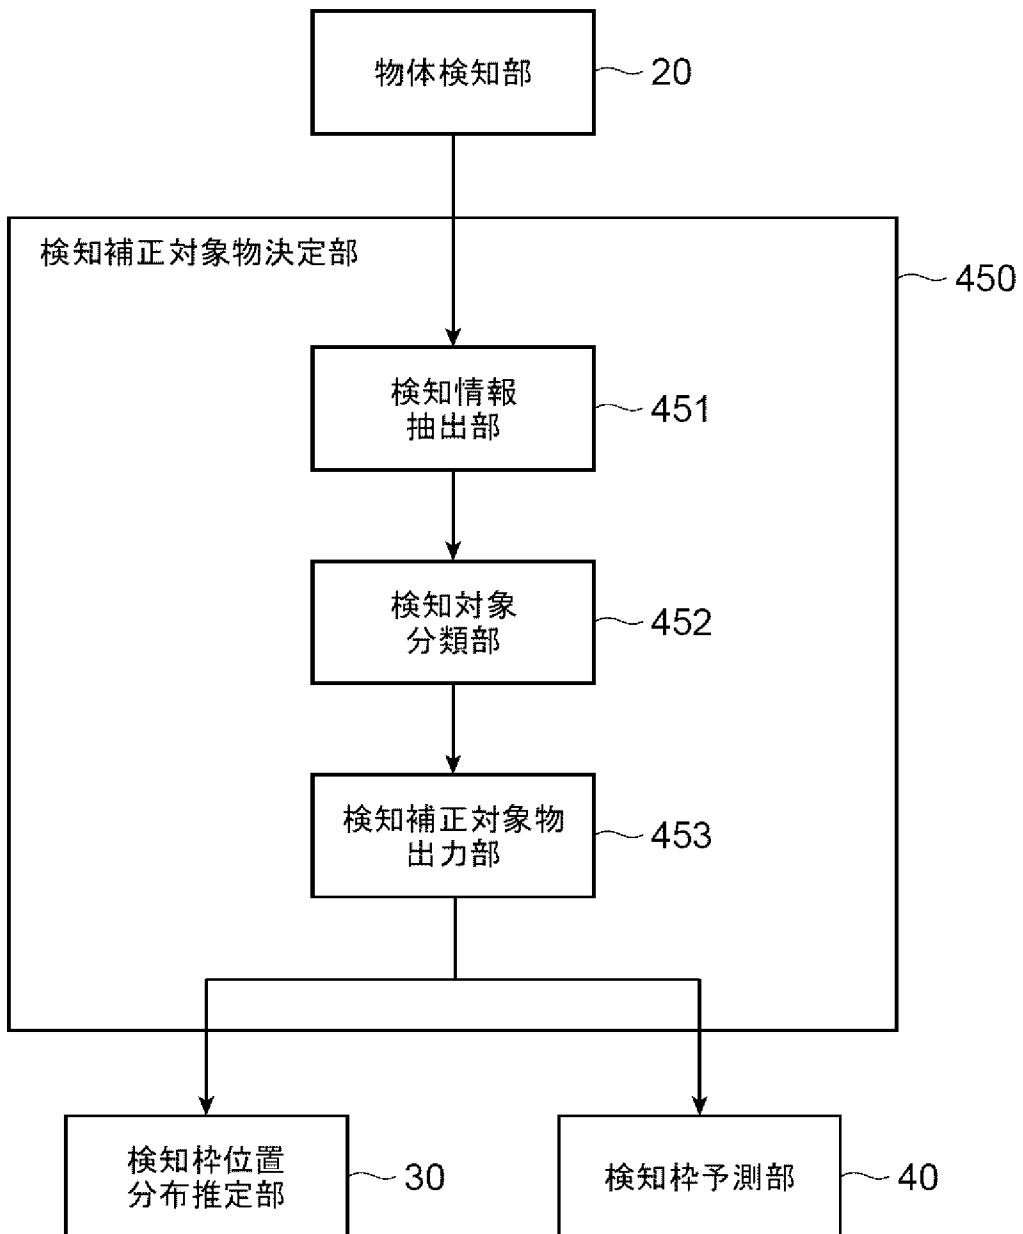 物体検知部
20
検知補正対象物決定部
450
検知情報
抽出部
451
検知対象
分類部
452
検知補正対象物
出力部
453
検知枠位置
分布推定部
30
検知枠予測部
40